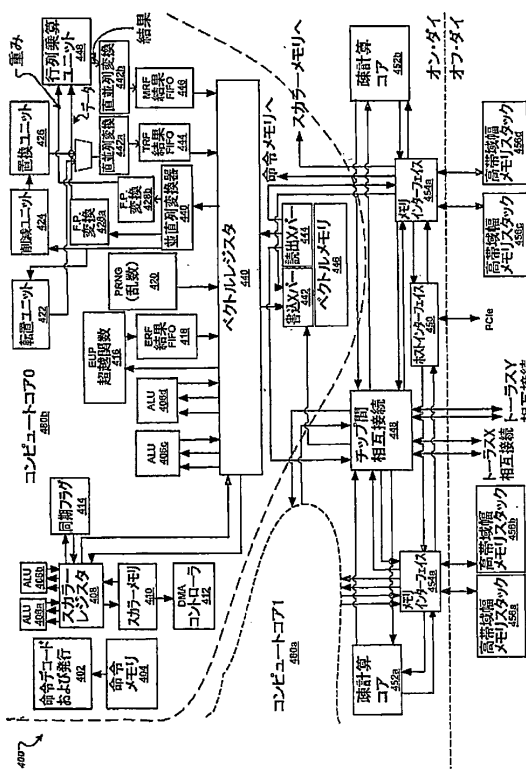 400
命令デコード
および発行
402
命令
メモリ
404
ALU
406a
ALU
406b
スカラー
レジスタ
408
同期フラグ
414
スカラーメモリ
410
DMA
コントローラ
412
コンピュートコア0
480b
ALU
406c
ALU
406d
EUP
超越関数
416
ERF
結果
FIFO
418
PRNG
(乱数)
420
転置ユニット
422
削減ユニット
424
置換ユニット
426
F.P.
変換
428a
F.P.
変換
428b
並直列変換器
440
重み
データ
行列乗算
ユニット
448
結果
直並列変換
442a
直並列変換
442b
TRF
結果
FIFO
444
MRF
結果
FIFO
446
ベクトルレジスタ
440
書込Xバー
442
読出Xバー
444
ベクトルメモリ
446
命令メモリへ
スカラーメモリへ
コンピュートコア1
480a
チップ間
相互接続
448
疎計算
コア
452a
疎計算
コア
452b
メモリ
インターフェイス
454a
メモリ
インターフェイス
454a
ホストインターフェイス
450
オン・ダイ
オフ・ダイ
高帯域幅
メモリスタック
456a
高帯域幅
メモリスタック
456b
トーラスX
相互接続
トーラスY
相互接続
PCIe
高帯域幅
メモリスタック
456c
高帯域幅
メモリスタック
456d